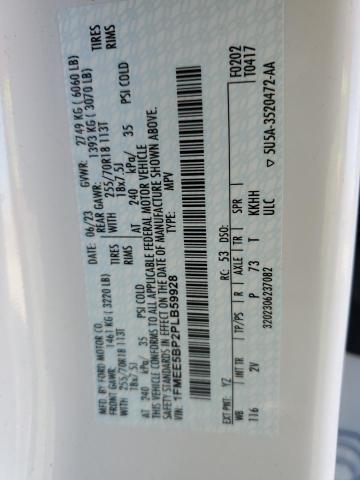 MFD. BY FORD MOTOR CO.
DATE: 06/23 GVWR: 2749 KG ( 6060 LB)
FRONT GAWR: 1461 KG ( 3220 LB) REAR GAWR: 1393 KG ( 3070 LB)
WITH 255/70R18 113T TIRES WITH 255/70R18 113T TIRES
18x7.5J RIMS 18x7.5J RIMS
AT 240 kPa/ 35 PSI COLD AT 240 kPa/ 35 PSI COLD
THIS VEHICLE CONFORMS TO ALL APPLICABLE FEDERAL MOTOR VEHICLE
SAFETY STANDARDS IN EFFECT ON THE DATE OF MANUFACTURE SHOWN ABOVE.
VIN: 1FMEE5BP2PLB59928 TYPE: MPV
F0202
T0417
EXT PNT: YZ RC: 53 DSO:
WB INT TR TP/PS R AXLE TR SPR
116 2V P 73 T KKHH
ULC
3202306237082
5U5A-3520472-AA